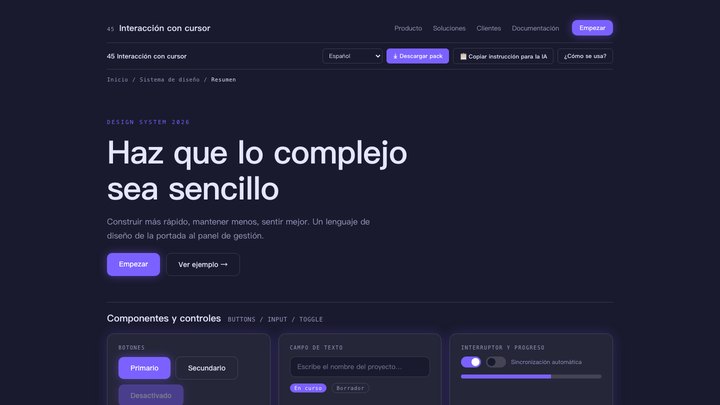 45 Interacción con cursor
Producto Soluciones Clientes Documentación Empezar
45 Interacción con cursor
Español Descargar pack Copiar instrucción para la IA ¿Cómo se usa?
Inicio / Sistema de diseño / Resumen
DESIGN SYSTEM 2026
Haz que lo complejo
sea sencillo
Construir más rápido, mantener menos, sentir mejor. Un lenguaje de
diseño de la portada al panel de gestión.
Empezar Ver ejemplo →
Componentes y controles BUTTONS / INPUT / TOGGLE
BOTONES
Primario Secundario
Desactivado
CAMPO DE TEXTO
Escribe el nombre del proyecto...
En curso Borrador
INTERRUPTOR Y PROGRESO
Sincronización automática